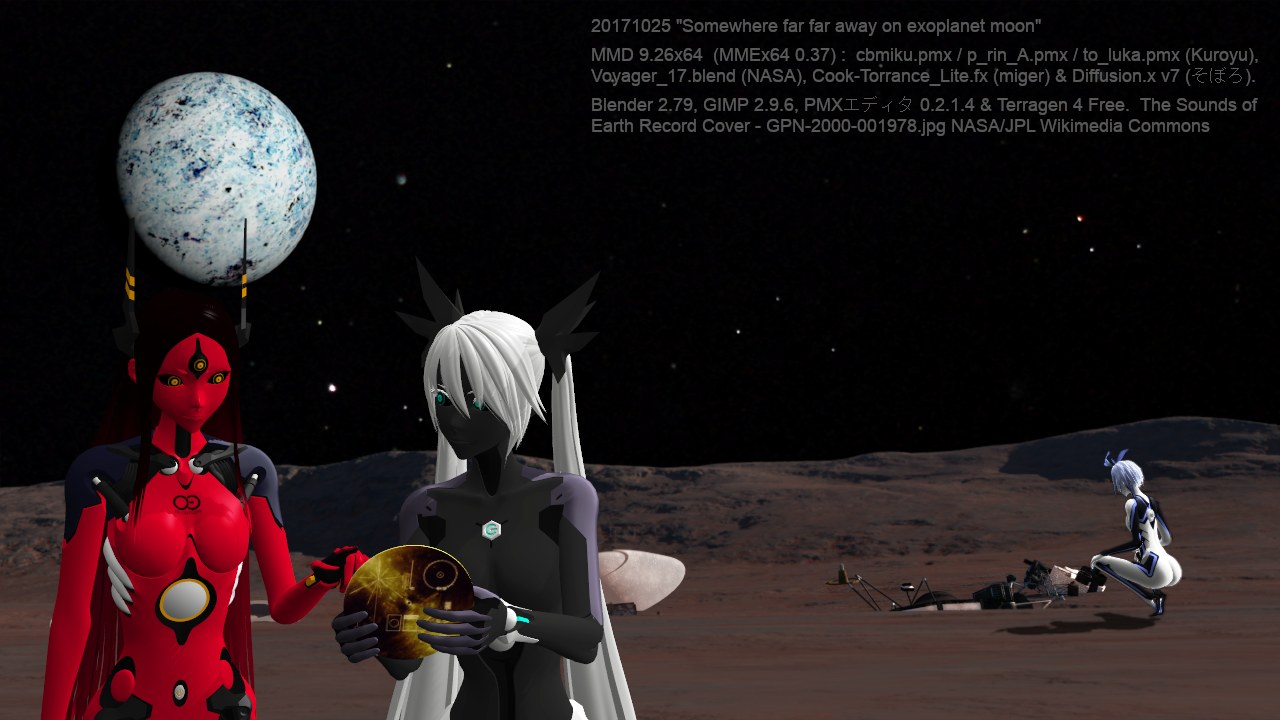 20171025 "Somewhere far far away on exoplanet moon"
MMD 9.26x64  (MMEx64 0.37) :  cbmiku.pmx / p_rin_A.pmx / to_luka.pmx (Kuroyu),
Voyager_17.blend (NASA), Cook-Torrance_Lite.fx (miger) & Diffusion.x v7 (そぼろ).
Blender 2.79, GIMP 2.9.6, PMXエディタ 0.2.1.4 & Terragen 4 Free.  The Sounds of
Earth Record Cover - GPN-2000-001978.jpg NASA/JPL Wikimedia Commons